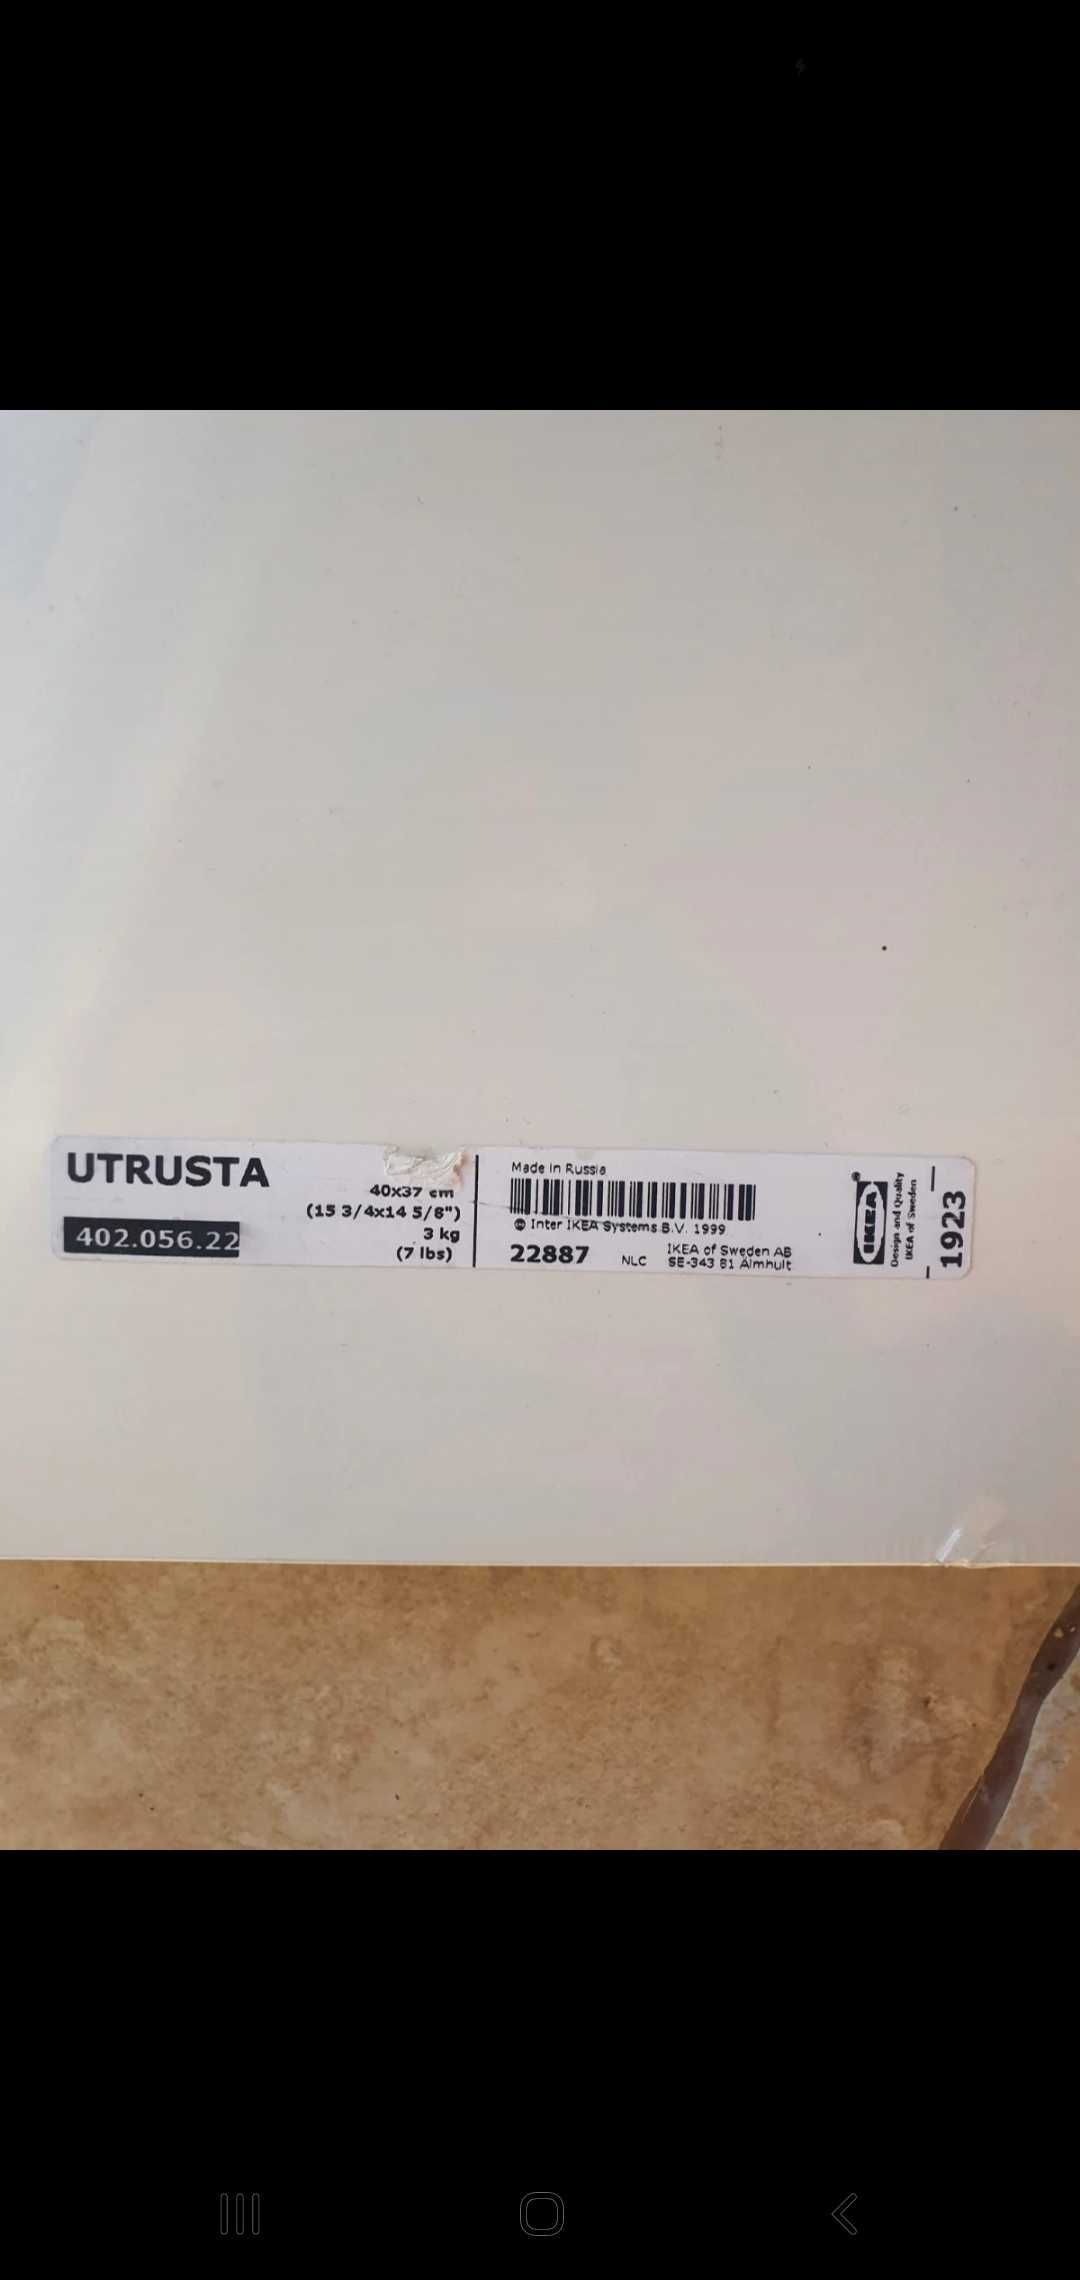 UTRUSTA
402.056.22
40x37 cm
(15 3/4x14 5/8")
3 kg
(7 lbs)
Made in Russia
© Inter IKEA Systems B.V. 1999
22887
NLC
IKEA of Sweden AB
SE-343 81 Älmhult
IKEA®
Design and Quality
IKEA of Sweden
1923